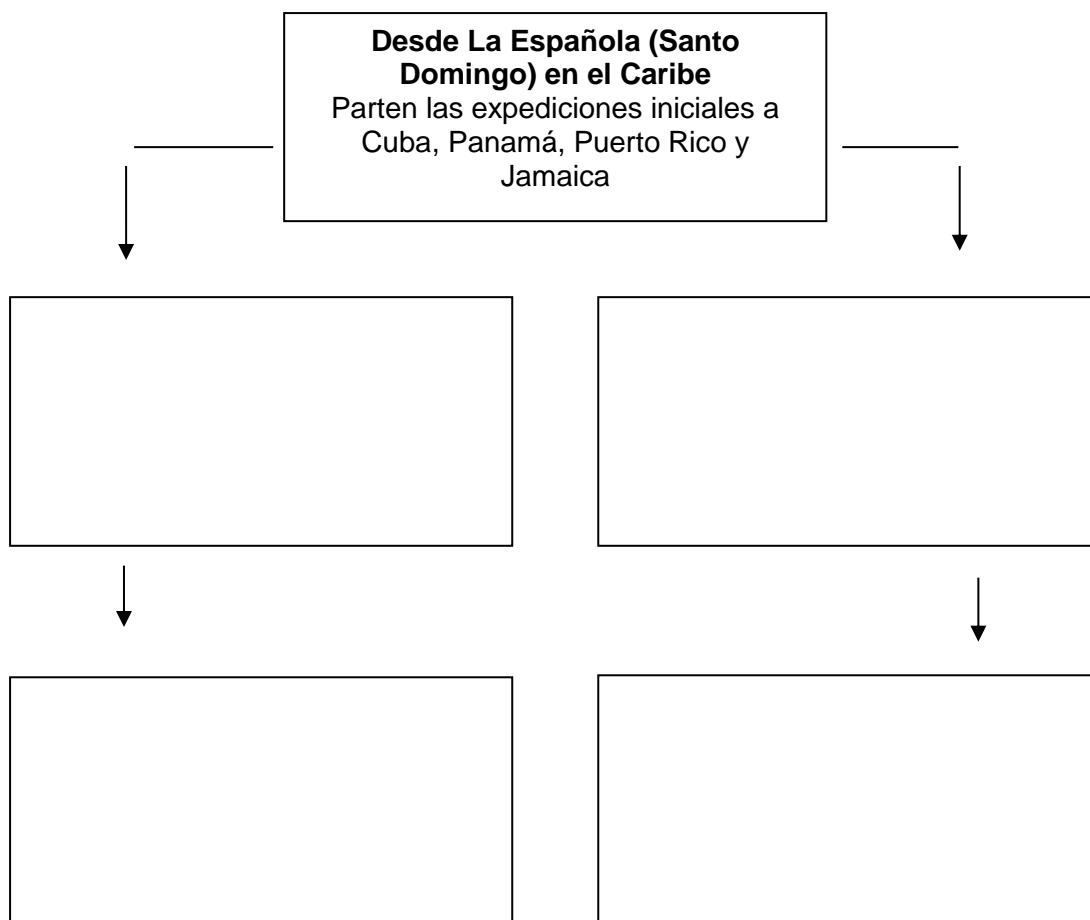 Desde La Española (Santo
Domingo) en el Caribe
Parten las expediciones iniciales a
Cuba, Panamá, Puerto Rico y
Jamaica